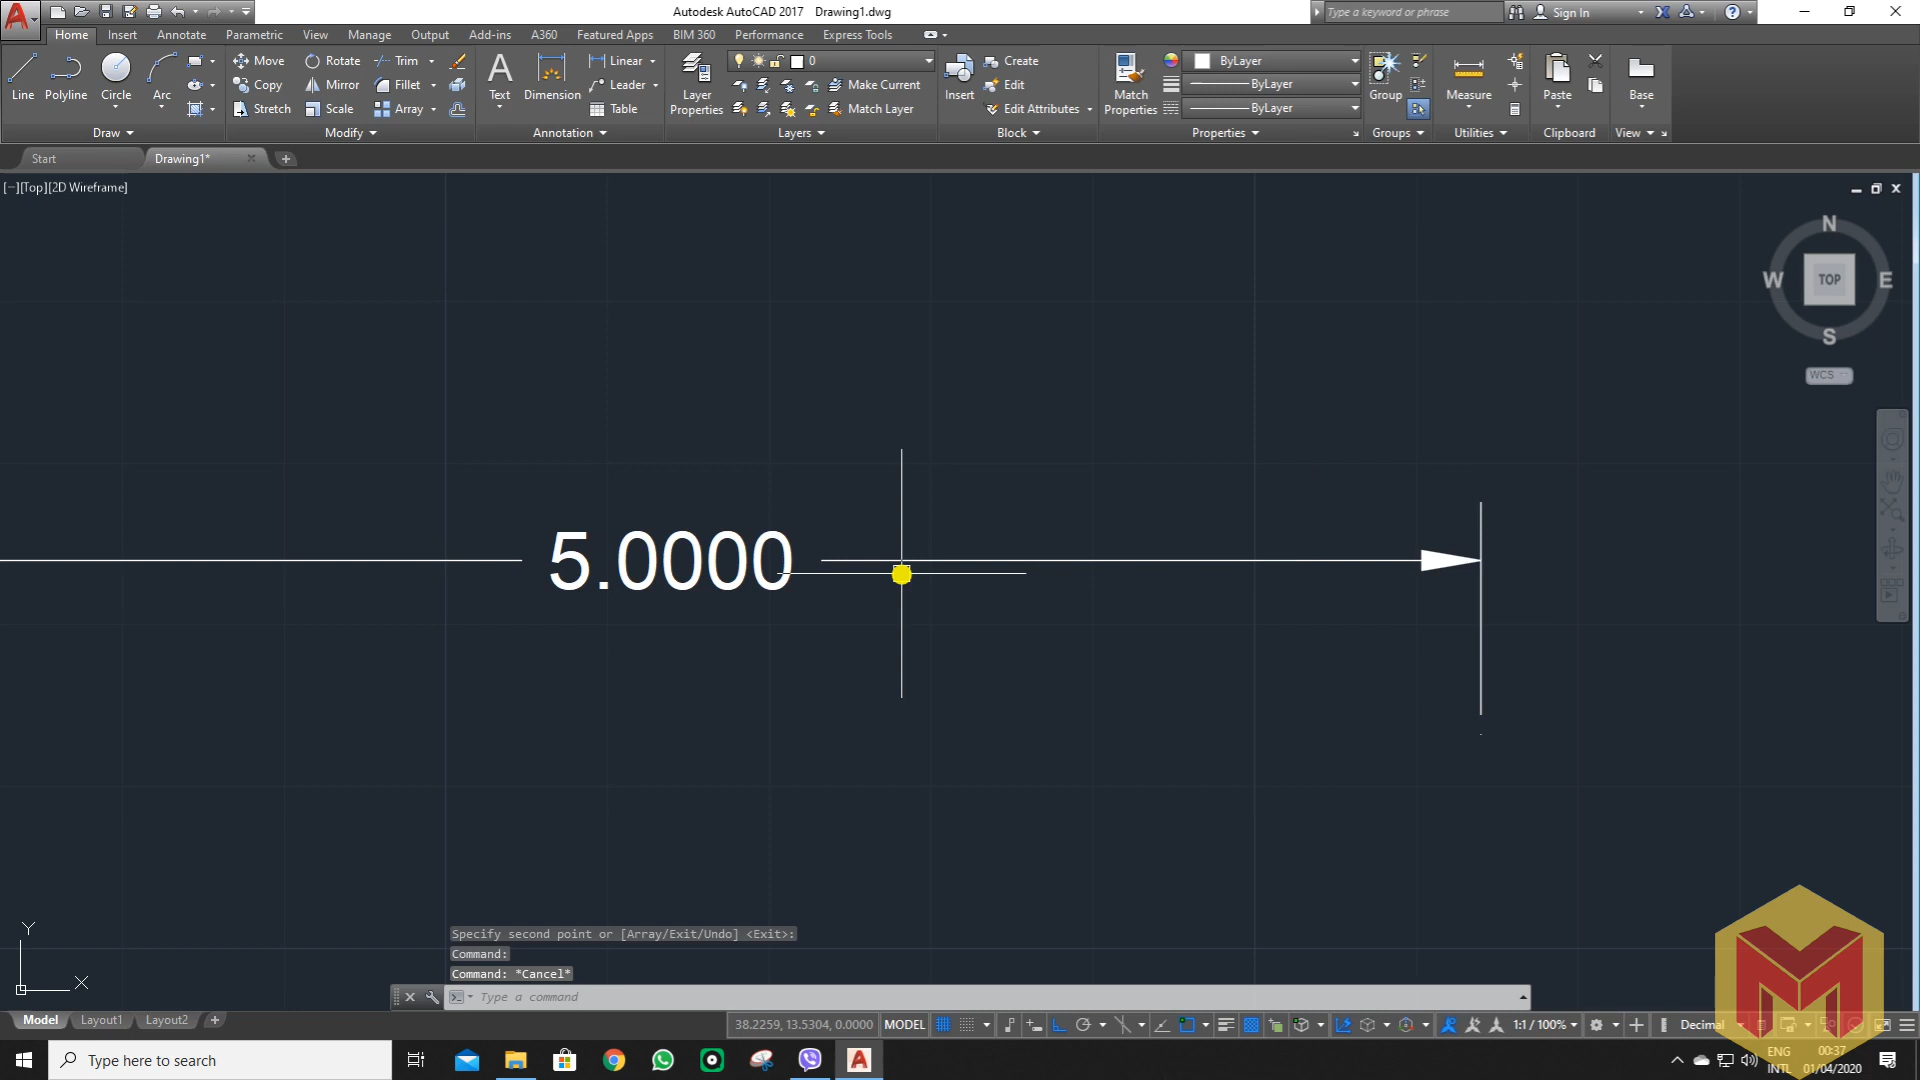 Autodesk AutoCAD 2017 Drawing1.dwg
Type a keyword or phrase
Sign In
Home Insert Annotate Parametric View Manage Output Add-ins A360 Featured Apps BIM 360 Performance Express Tools
Line Polyline Circle Arc
Draw
Move Rotate Trim
Copy Mirror Fillet
Stretch Scale Array
Modify
Text Dimension
Linear
Leader
Table
Annotation
Layer Properties
0
Make Current
Match Layer
Layers
Insert
Create
Edit
Edit Attributes
Block
Match Properties
ByLayer
ByLayer
ByLayer
Properties
Group
Groups
Measure
Utilities
Paste
Clipboard
Base
View
Start Drawing1*
[−][Top][2D Wireframe]
N
W TOP E
S
WCS
5.0000
Y
X
Specify second point or [Array/Exit/Undo] <Exit>:
Command:
Command: *Cancel*
Type a command
Model Layout1 Layout2
38.2259, 13.5304, 0.0000 MODEL 1:1 / 100% Decimal
Type here to search
ENG
INTL
00:37
01/04/2020